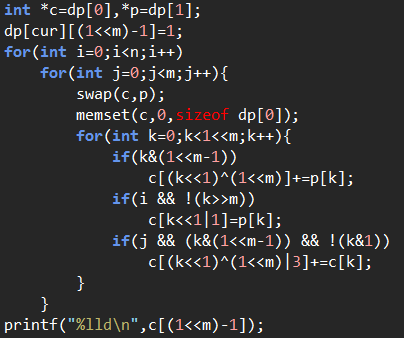 int *c=dp[0],*p=dp[1];
dp[cur][(1<<m)-1]=1;
for(int i=0;i<n;i++)
    for(int j=0;j<m;j++){
        swap(c,p);
        memset(c,0,sizeof dp[0]);
        for(int k=0;k<1<<m;k++){
            if(k&(1<<m-1))
                c[(k<<1)^(1<<m)]+=p[k];
            if(i && !(k>>m))
                c[k<<1|1]=p[k];
            if(j && (k&(1<<m-1)) && !(k&1))
                c[(k<<1)^(1<<m)|3]+=c[k];
        }
    }
printf("%lld\n",c[(1<<m)-1]);